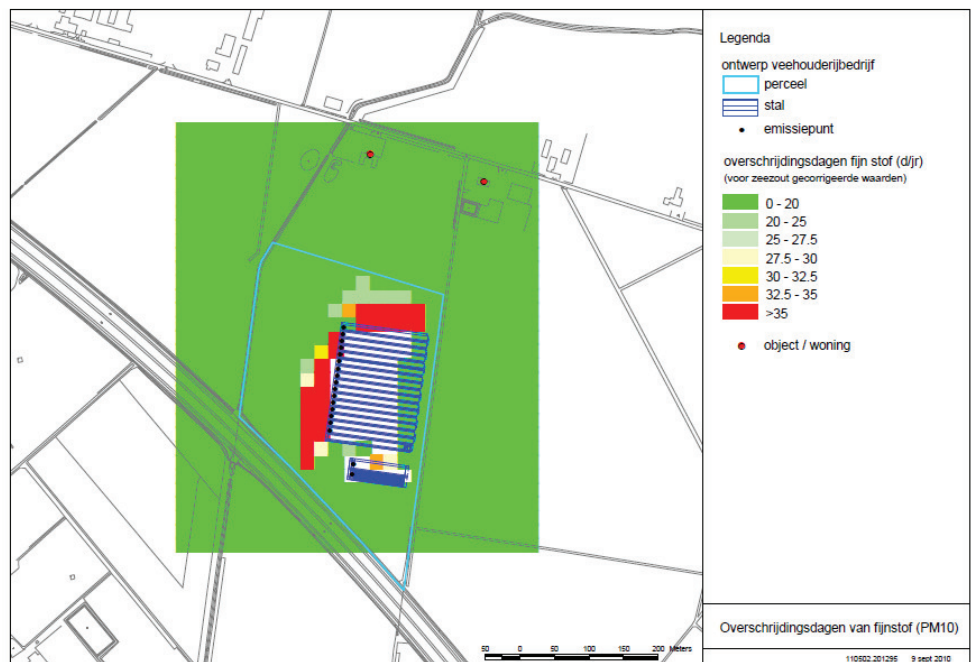 Legenda
ontwerp veehouderijbedrijf
perceel
stal
emissiepunt
overschrijdingsdagen fijn stof (d/jr)
(voor zeezout gecorrigeerde waarden)
0 - 20
20 - 25
25 - 27.5
27.5 - 30
30 - 32.5
32.5 - 35
>35
object / woning
50 0 50 100 150 200 Meters
Overschrijdingsdagen van fijnstof (PM10)
110502.201295 9 sept 2010